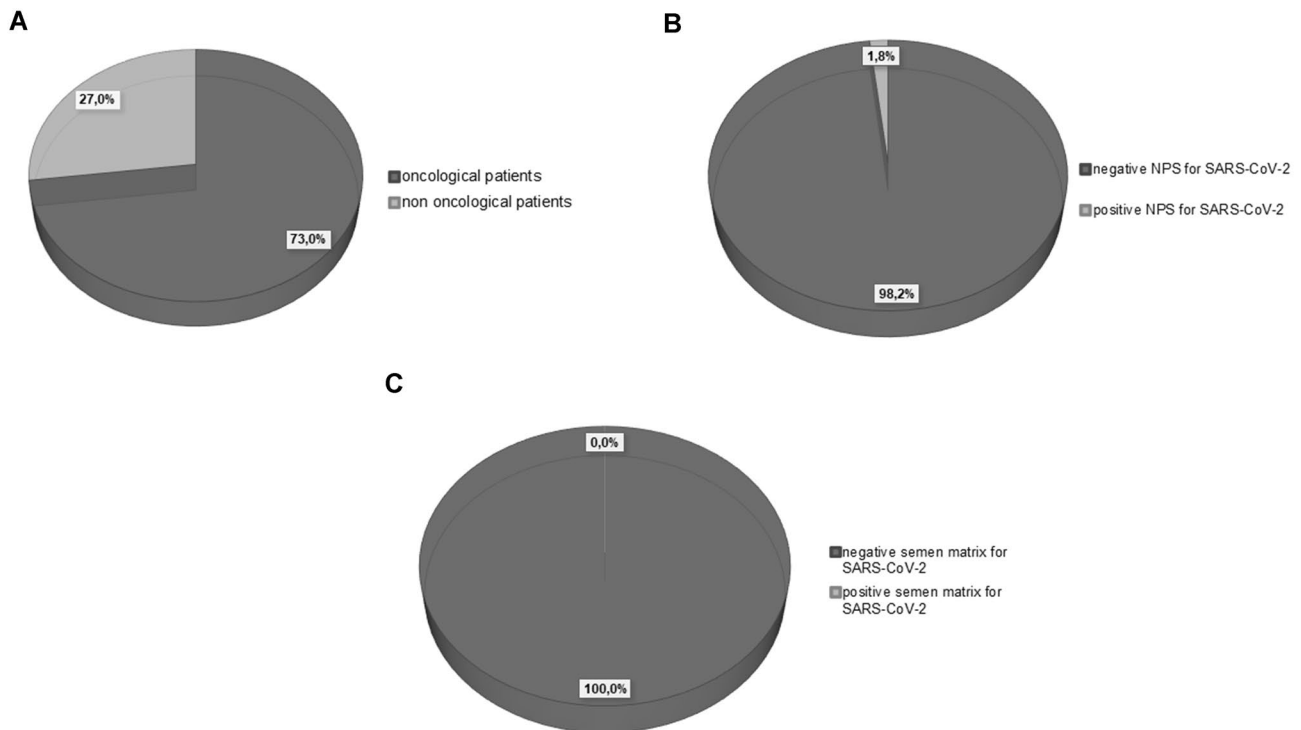 A
27,0%
73,0%
oncological patients
non oncological patients
B
1,8%
98,2%
negative NPS for SARS-CoV-2
positive NPS for SARS-CoV-2
C
0,0%
100,0%
negative semen matrix for
SARS-CoV-2
positive semen matrix for
SARS-CoV-2